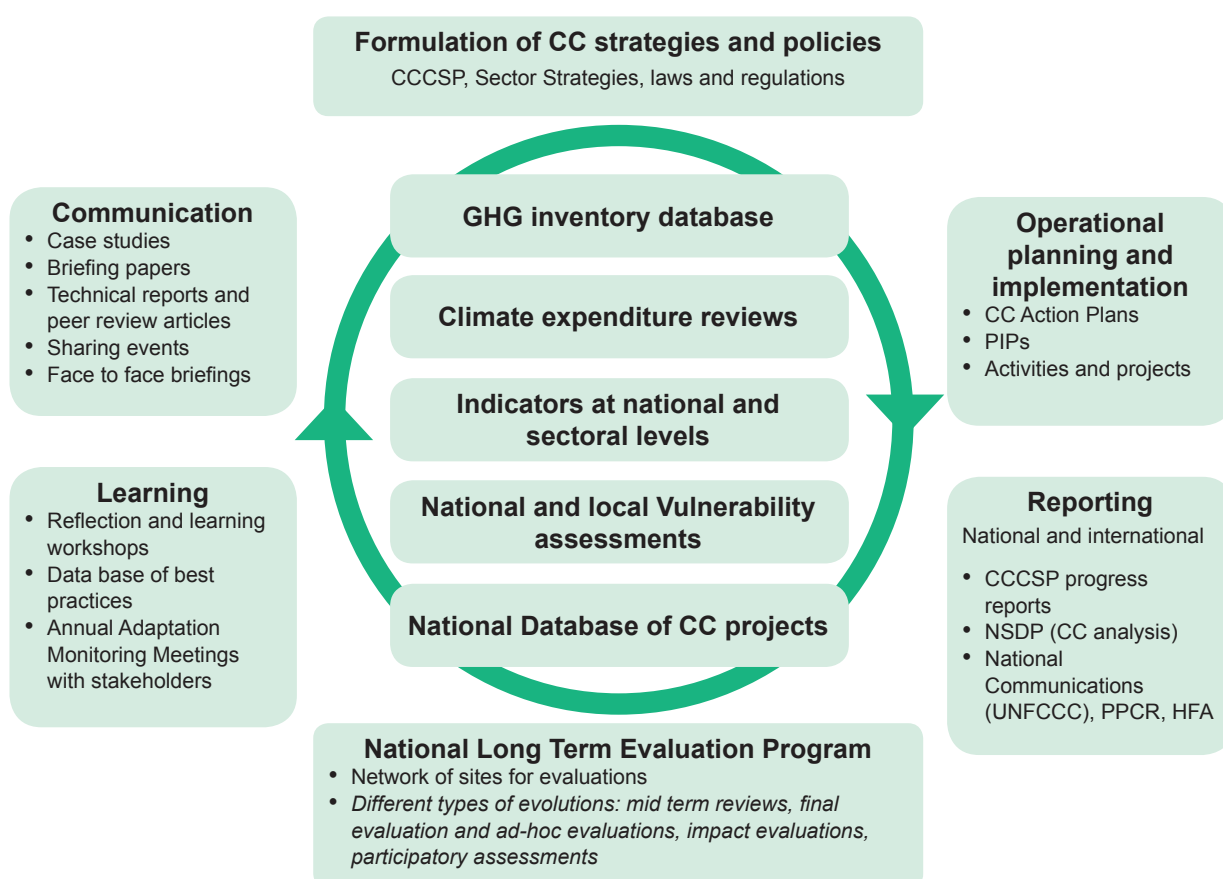 Formulation of CC strategies and policies
CCCSP, Sector Strategies, laws and regulations
Communication
• Case studies
• Briefing papers
• Technical reports and
peer review articles
• Sharing events
• Face to face briefings
Learning
• Reflection and learning
workshops
• Data base of best
practices
• Annual Adaptation
Monitoring Meetings
with stakeholders
GHG inventory database
Climate expenditure reviews
Indicators at national and
sectoral levels
National and local Vulnerability
assessments
National Database of CC projects
Operational
planning and
implementation
• CC Action Plans
• PIPs
• Activities and projects
Reporting
National and international
• CCCSP progress
reports
• NSDP (CC analysis)
• National
Communications
(UNFCCC), PPCR, HFA
National Long Term Evaluation Program
• Network of sites for evaluations
• Different types of evolutions: mid term reviews, final
evaluation and ad-hoc evaluations, impact evaluations,
participatory assessments